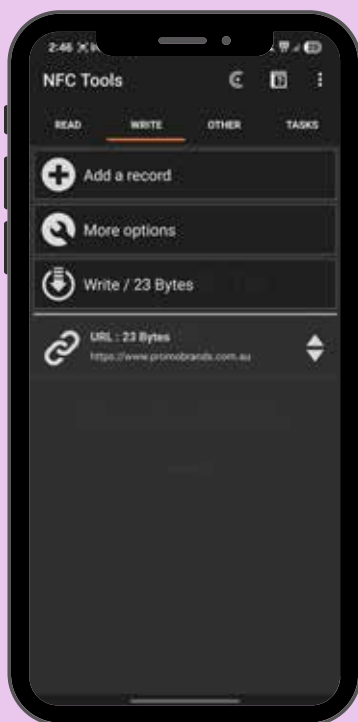 2:46
NFC Tools
READ WRITE OTHER TASKS
Add a record
More options
Write / 23 Bytes
URL : 23 Bytes
https://www.promobrands.com.au